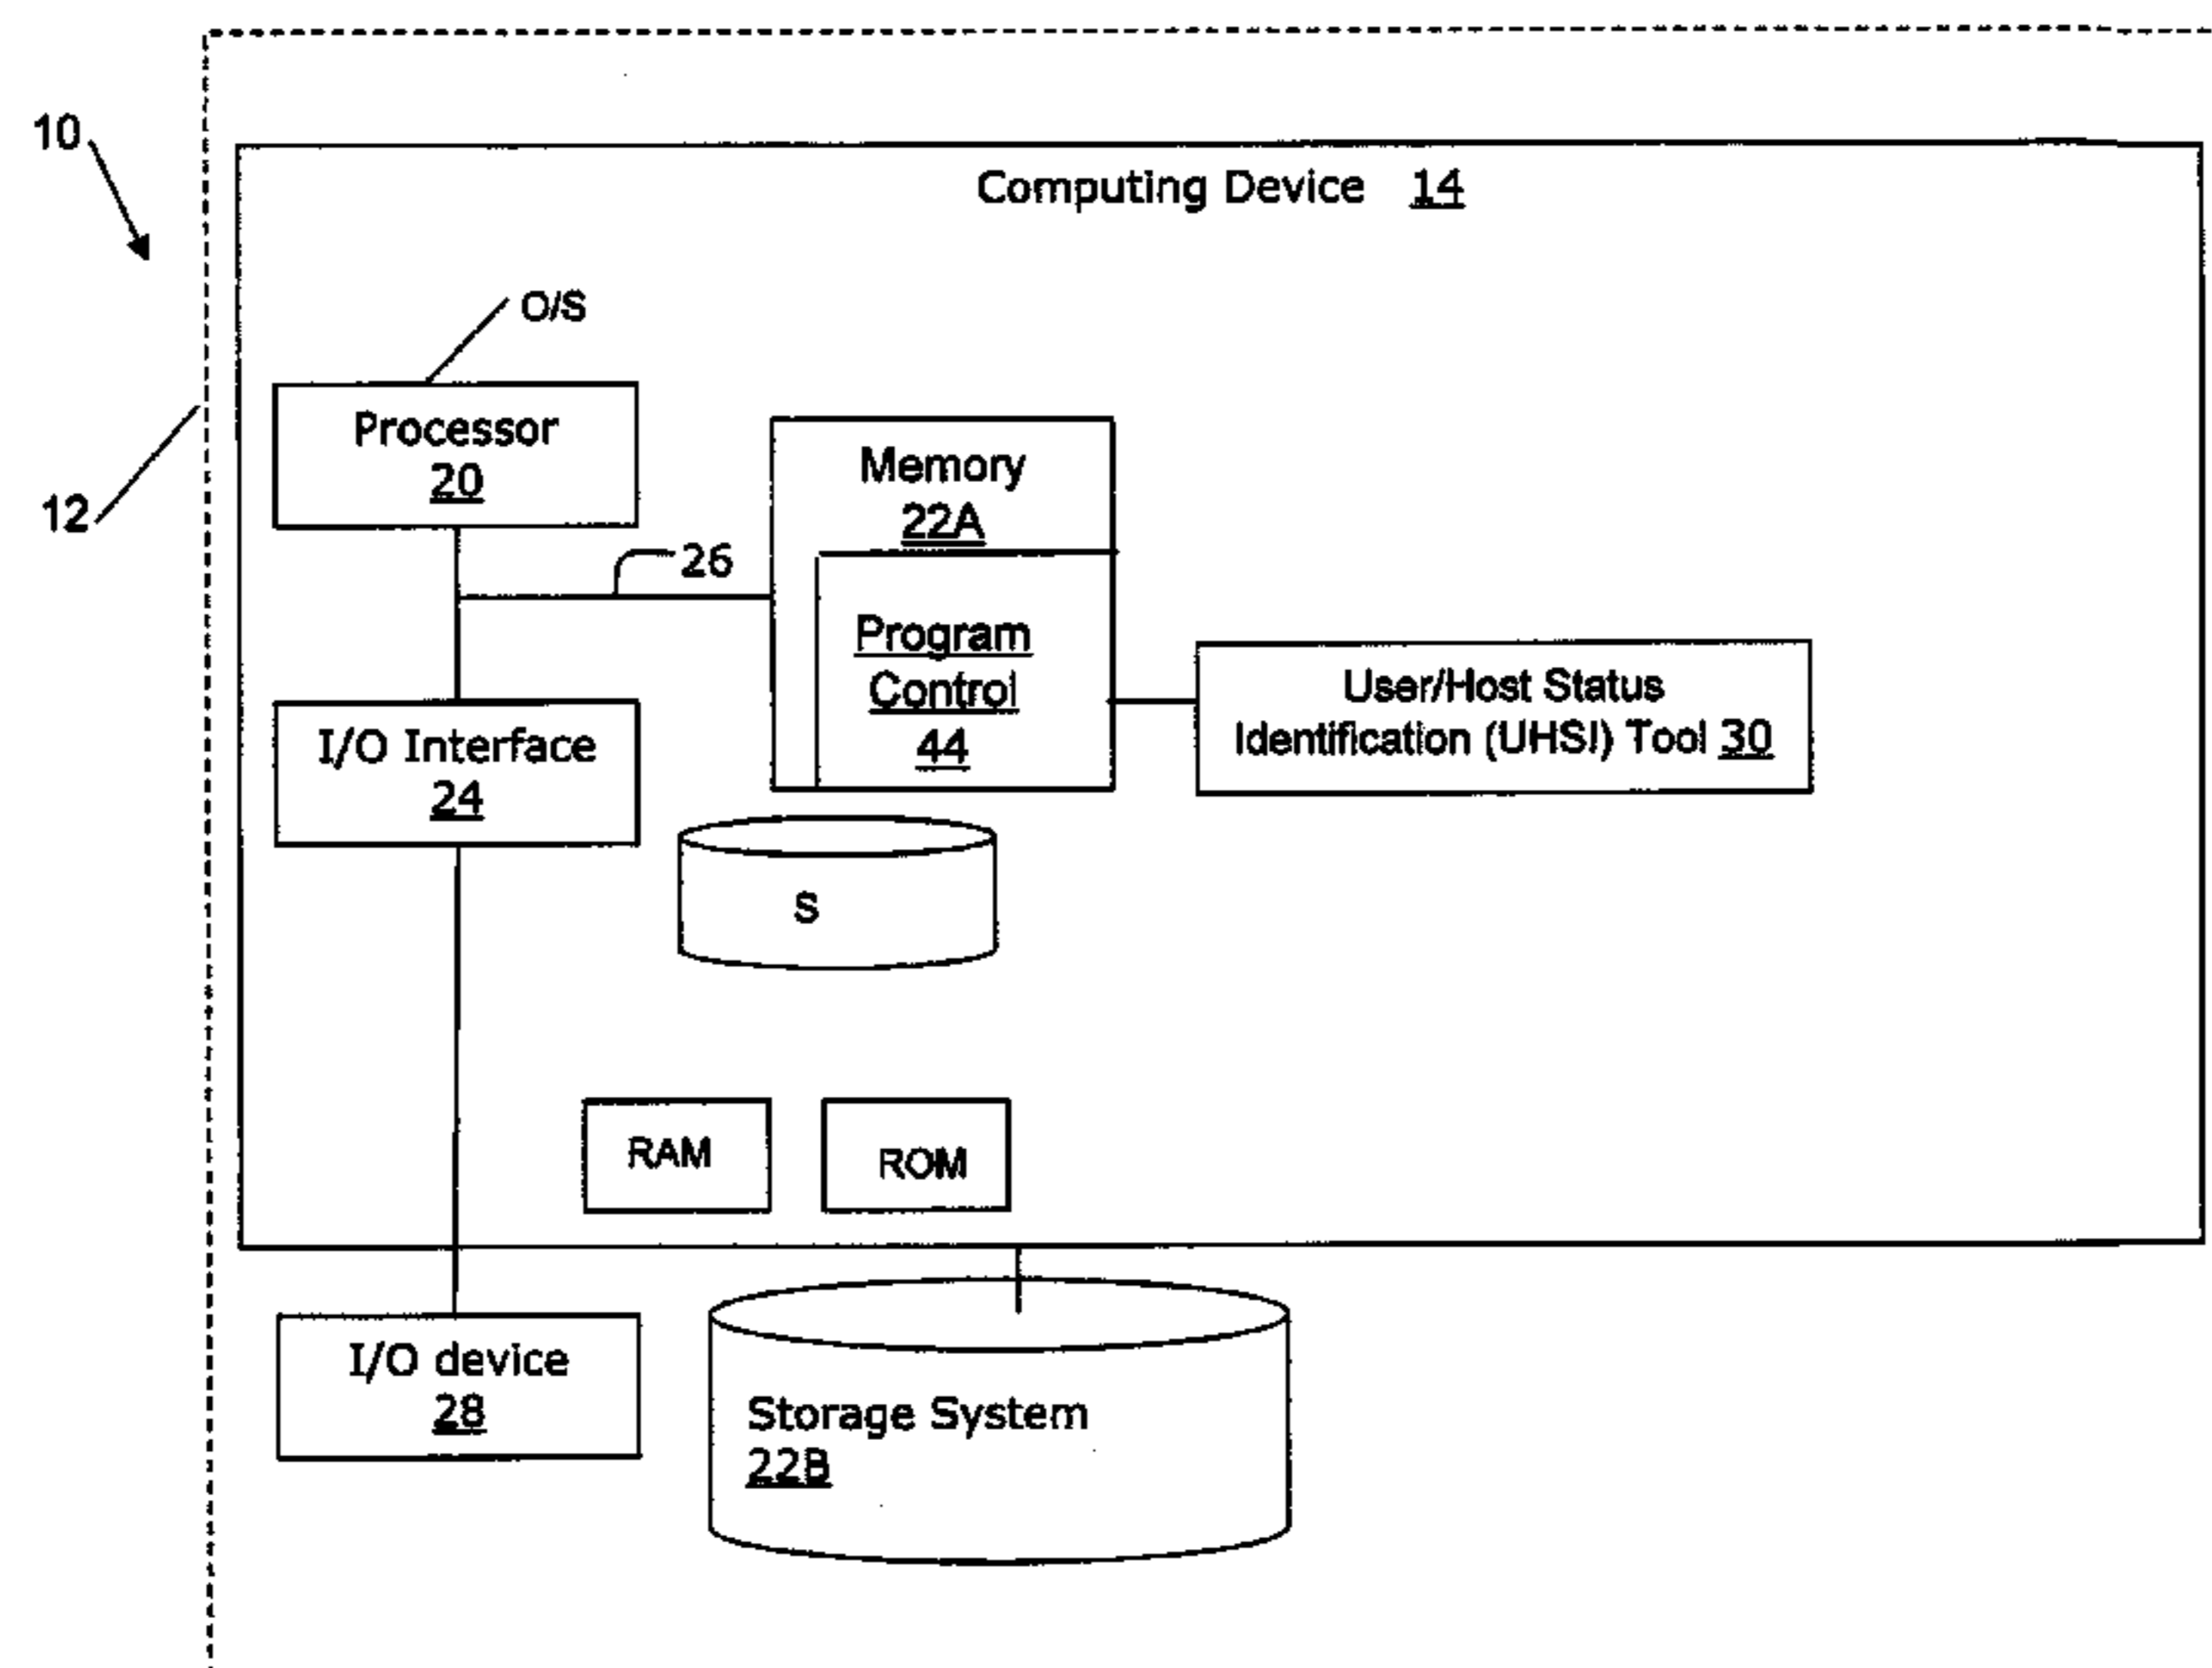 10
Computing Device 14
O/S
Processor
20
12
Memory
22A
26
Program
Control
44
User/Host Status
Identification (UHSI) Tool 30
I/O Interface
24
S
RAM
ROM
I/O device
28
Storage System
22B